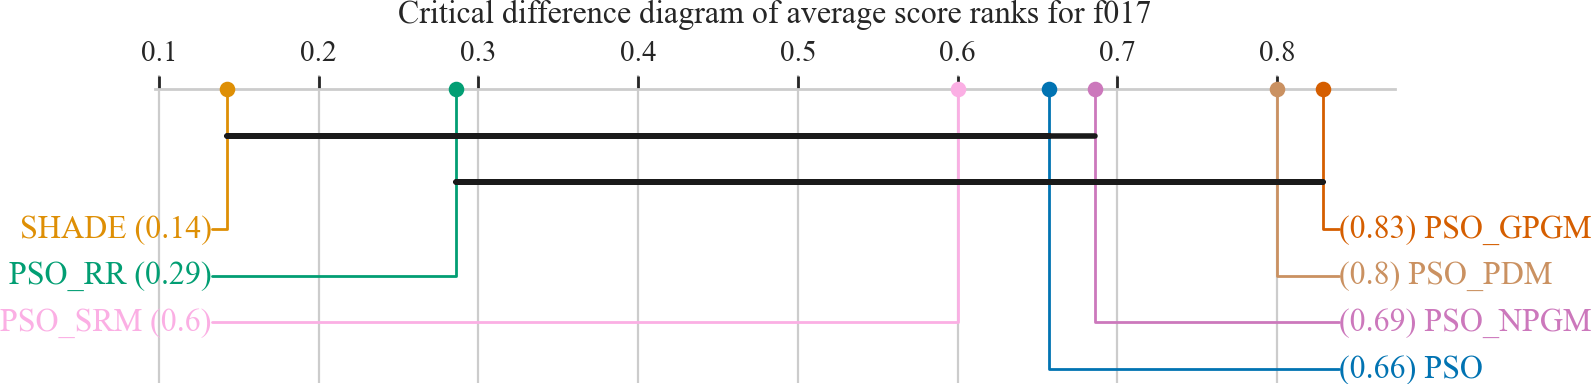 Critical difference diagram of average score ranks for f017
0.1 0.2 0.3 0.4 0.5 0.6 0.7 0.8
SHADE (0.14)
PSO_RR (0.29)
PSO_SRM (0.6)
(0.83) PSO_GPGM
(0.8) PSO_PDM
(0.69) PSO_NPGM
(0.66) PSO